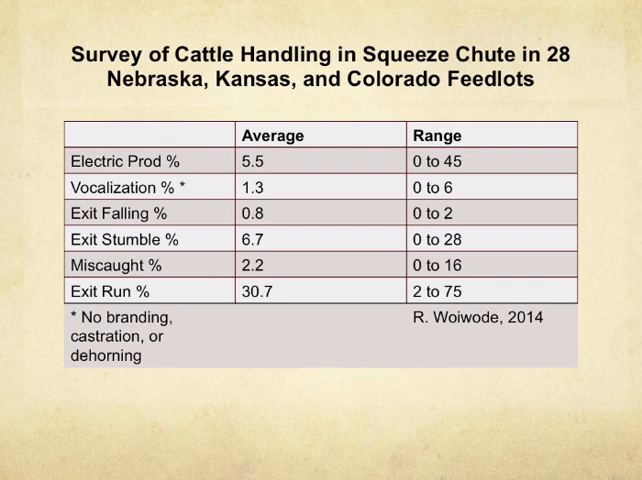 Survey of Cattle Handling in Squeeze Chute in 28
Nebraska, Kansas, and Colorado Feedlots
Average Range
Electric Prod % 5.5 0 to 45
Vocalization % * 1.3 0 to 6
Exit Falling % 0.8 0 to 2
Exit Stumble % 6.7 0 to 28
Miscaught % 2.2 0 to 16
Exit Run % 30.7 2 to 75
* No branding, R. Woiwode, 2014
castration, or
dehorning